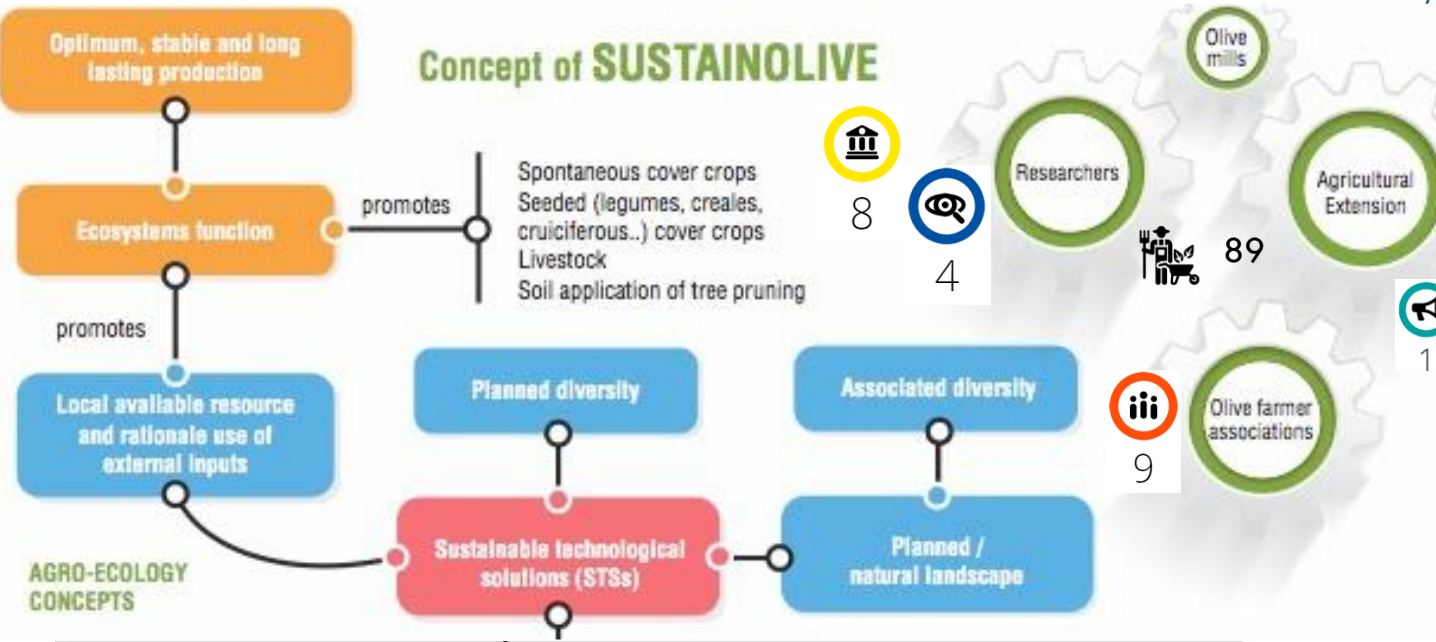 Optimum, stable and long
lasting production
Concept of SUSTAINOLIVE
Ecosystems function
promotes
Spontaneous cover crops
Seeded (legumes, creales,
cruiciferous..) cover crops
Livestock
Soil application of tree pruning
promotes
Local available resource
and rationale use of
external inputs
Planned diversity
Associated diversity
Sustainable technological
solutions (STSs)
Planned /
natural landscape
AGRO-ECOLOGY
CONCEPTS
Olive
mills
Researchers
Agricultural
Extension
8
4
89
1
9
Olive farmer
associations